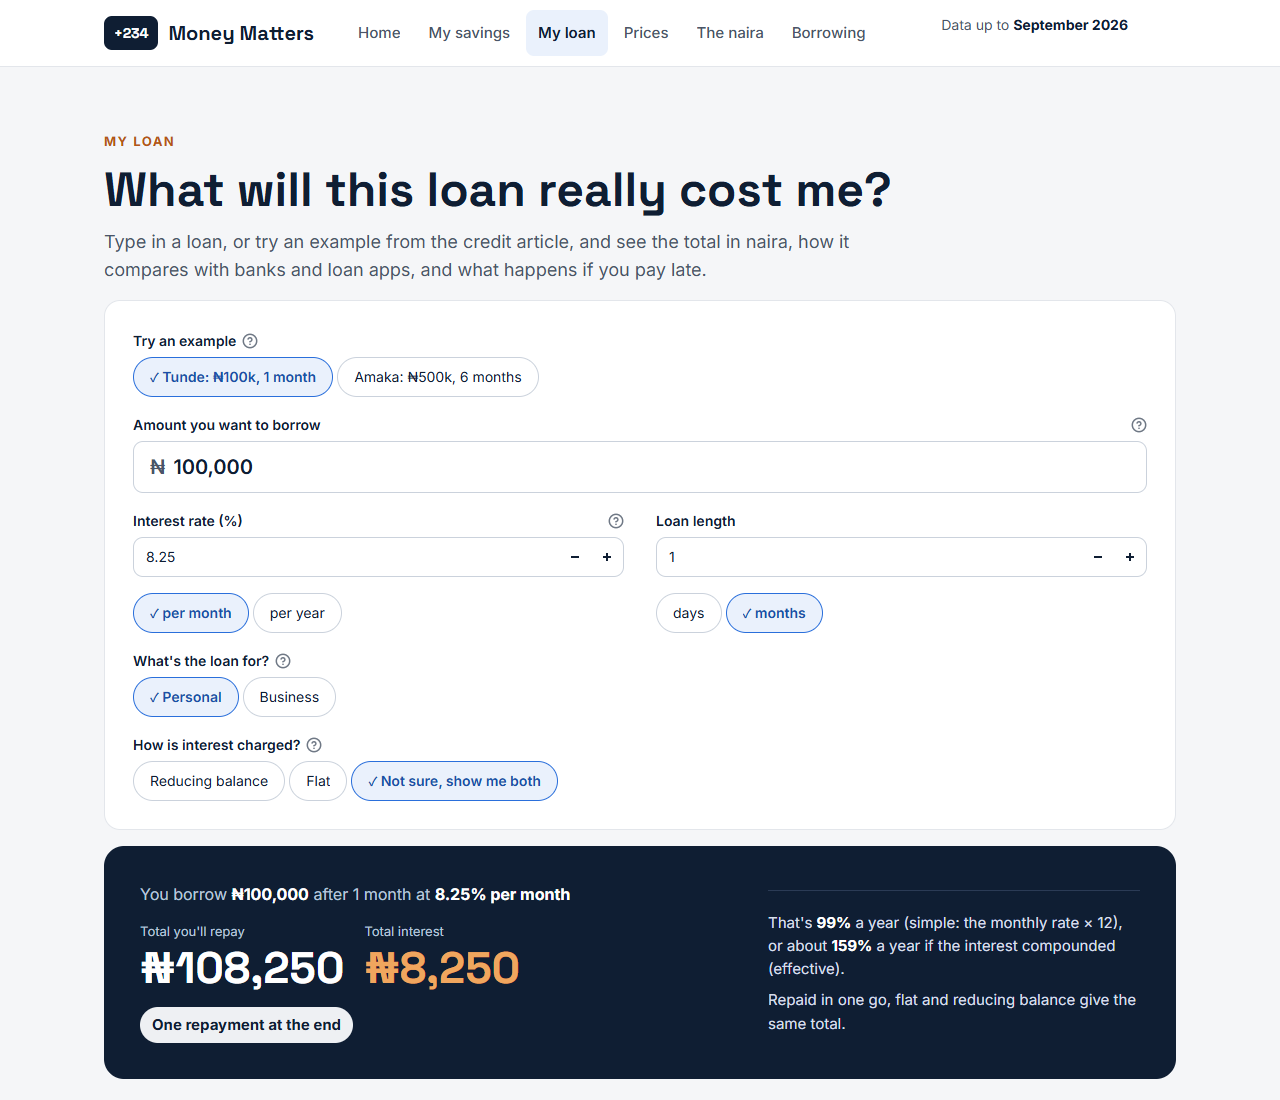 +234 Money Matters Home My savings My loan Prices The naira Borrowing Data up to September 2026
MY LOAN
What will this loan really cost me?
Type in a loan, or try an example from the credit article, and see the total in naira, how it
compares with banks and loan apps, and what happens if you pay late.
Try an example ?
✓ Tunde: ₦100k, 1 month Amaka: ₦500k, 6 months
Amount you want to borrow ?
₦ 100,000
Interest rate (%) ? Loan length
8.25 − + 1 − +
✓ per month per year days ✓ months
What's the loan for? ?
✓ Personal Business
How is interest charged? ?
Reducing balance Flat ✓ Not sure, show me both
You borrow ₦100,000 after 1 month at 8.25% per month
Total you'll repay Total interest
₦108,250 ₦8,250
One repayment at the end
That's 99% a year (simple: the monthly rate × 12),
or about 159% a year if the interest compounded
(effective).
Repaid in one go, flat and reducing balance give the
same total.